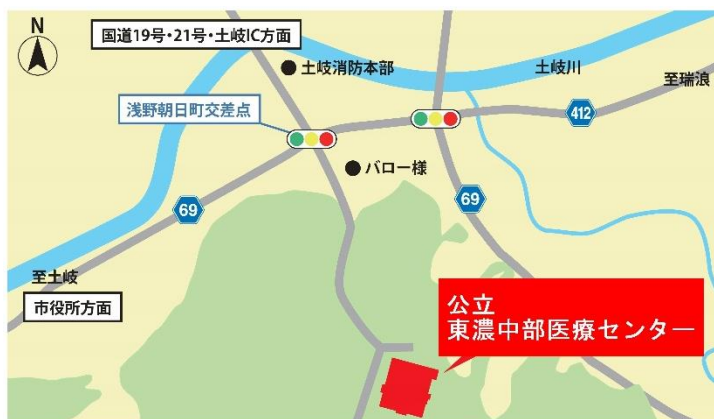 N
国道19号・21号・土岐IC方面
土岐消防本部
土岐川
至瑞浪
浅野朝日町交差点
412
バロー様
69
69
至土岐
市役所方面
公立
東濃中部医療センター